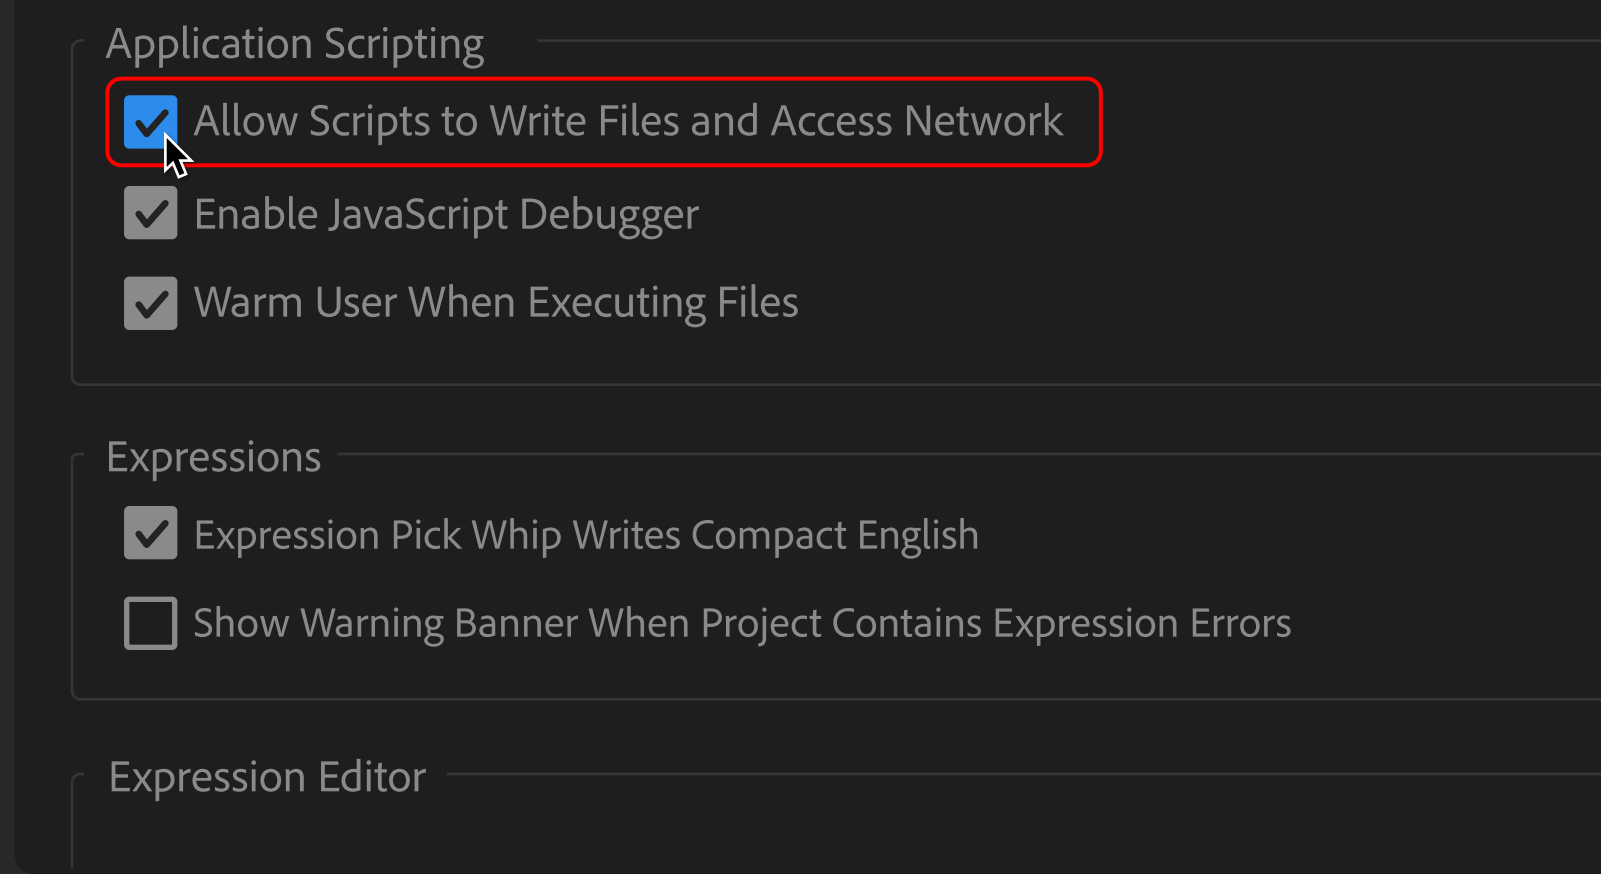 Application Scripting
Allow Scripts to Write Files and Access Network
Enable JavaScript Debugger
Warm User When Executing Files
Expressions
Expression Pick Whip Writes Compact English
Show Warning Banner When Project Contains Expression Errors
Expression Editor